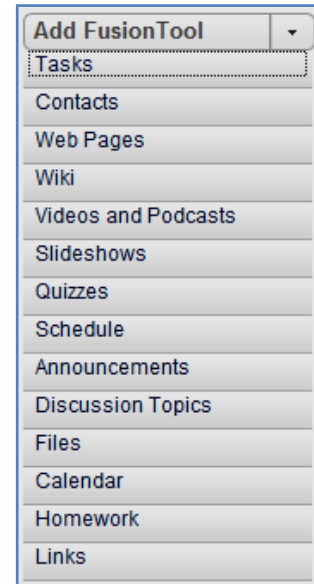 Add FusionTool
Tasks
Contacts
Web Pages
Wiki
Videos and Podcasts
Slideshows
Quizzes
Schedule
Announcements
Discussion Topics
Files
Calendar
Homework
Links